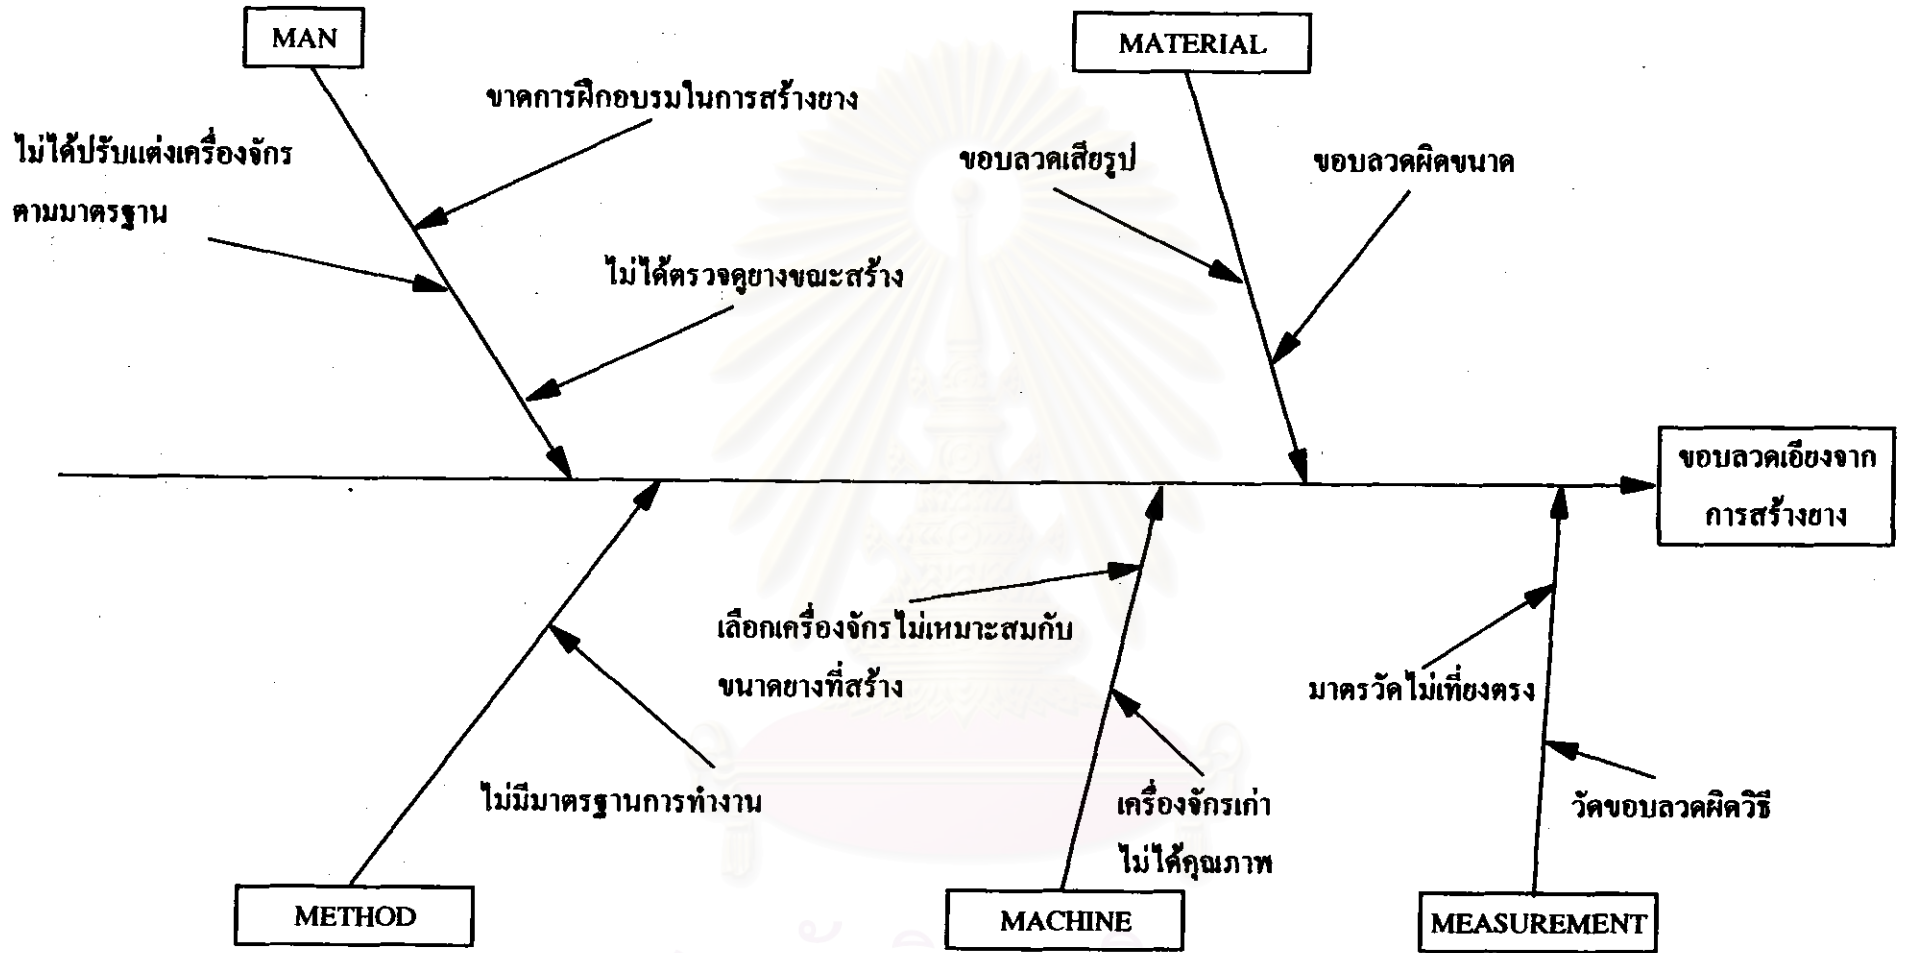 MAN
MATERIAL
ขาดการฝึกอบรมในการสร้างยาง
ไม่ได้ปรับแต่งเครื่องจักร
ตามมาตรฐาน
ขอบลวดเสียรูป
ขอบลวดผิดขนาด
ไม่ได้ตรวจดูยางขณะสร้าง
ขอบลวดเอียงจาก
การสร้างยาง
เลือกเครื่องจักรไม่เหมาะสมกับ
ขนาดยางที่สร้าง
มาตรวัดไม่เที่ยงตรง
ไม่มีมาตรฐานการทำงาน
เครื่องจักรเก่า
ไม่ได้คุณภาพ
วัดขอบลวดผิดวิธี
METHOD
MACHINE
MEASUREMENT